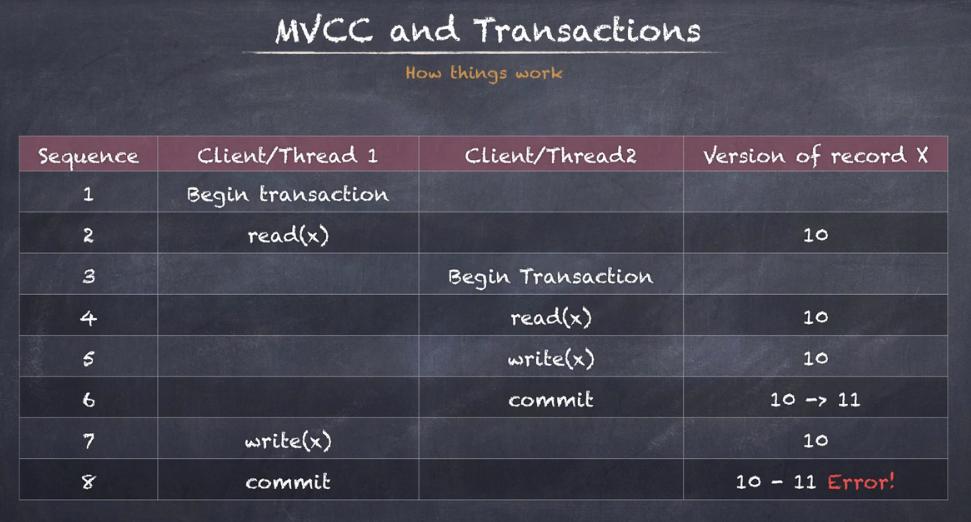 MVCC and Transactions
How things work
Sequence Client/Thread 1 Client/Thread2 Version of record X
1 Begin transaction
2 read(x) 10
3 Begin Transaction
4 read(x) 10
5 write(x) 10
6 commit 10 -> 11
7 write(x) 10
8 commit 10 - 11 Error!